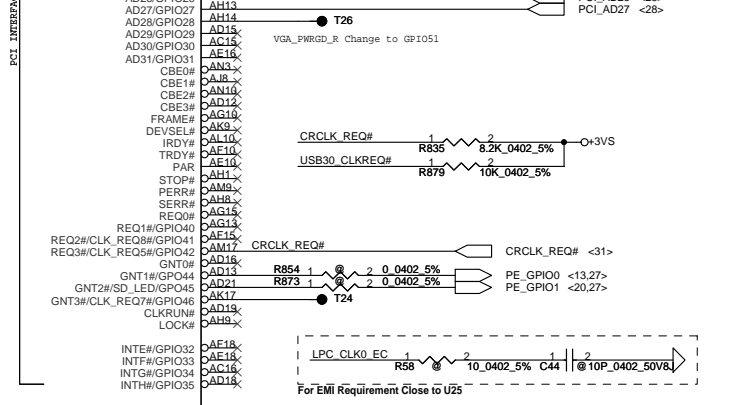 PCI INTERFA
AD27/GPIO27 AH13 PCI_AD27 <28>
AD28/GPIO28 AH14 T26
AD29/GPIO29 AD15
VGA_PWRGD_R Change to GPIO51
AD30/GPIO30 AC15
AD31/GPIO31 AE16
CBE0# AN3
CBE1# AJ8
CBE2# AN10
CBE3# AD12
FRAME# AG10
DEVSEL# AK9
IRDY# AL10
TRDY# AF10
PAR AE10
STOP# AH1
PERR# AM9
SERR# AH8
REQ0# AG15
REQ1#/GPIO40 AG13
REQ2#/CLK_REQ8#/GPIO41 AF15
REQ3#/CLK_REQ5#/GPIO42 AM17 CRCLK_REQ# CRCLK_REQ# <31>
GNT0# AD16
GNT1#/GPO44 AD13 R854 1 @ 2 0_0402_5% PE_GPIO0 <13,27>
GNT2#/SD_LED/GPO45 AD21 R873 1 @ 2 0_0402_5% PE_GPIO1 <20,27>
GNT3#/CLK_REQ7#/GPIO46 AK17 T24
CLKRUN# AD19
LOCK# AH9
INTE#/GPIO32 AF18
INTF#/GPIO33 AE18
INTG#/GPIO34 AC16
INTH#/GPIO35 AD18
CRCLK_REQ# 1 2 +3VS
R835 8.2K_0402_5%
USB30_CLKREQ# 1 2
R879 10K_0402_5%
LPC_CLK0_EC 1 2 1 2
R58 @ 10_0402_5% C44 @ 10P_0402_50V8J
For EMI Requirement Close to U25